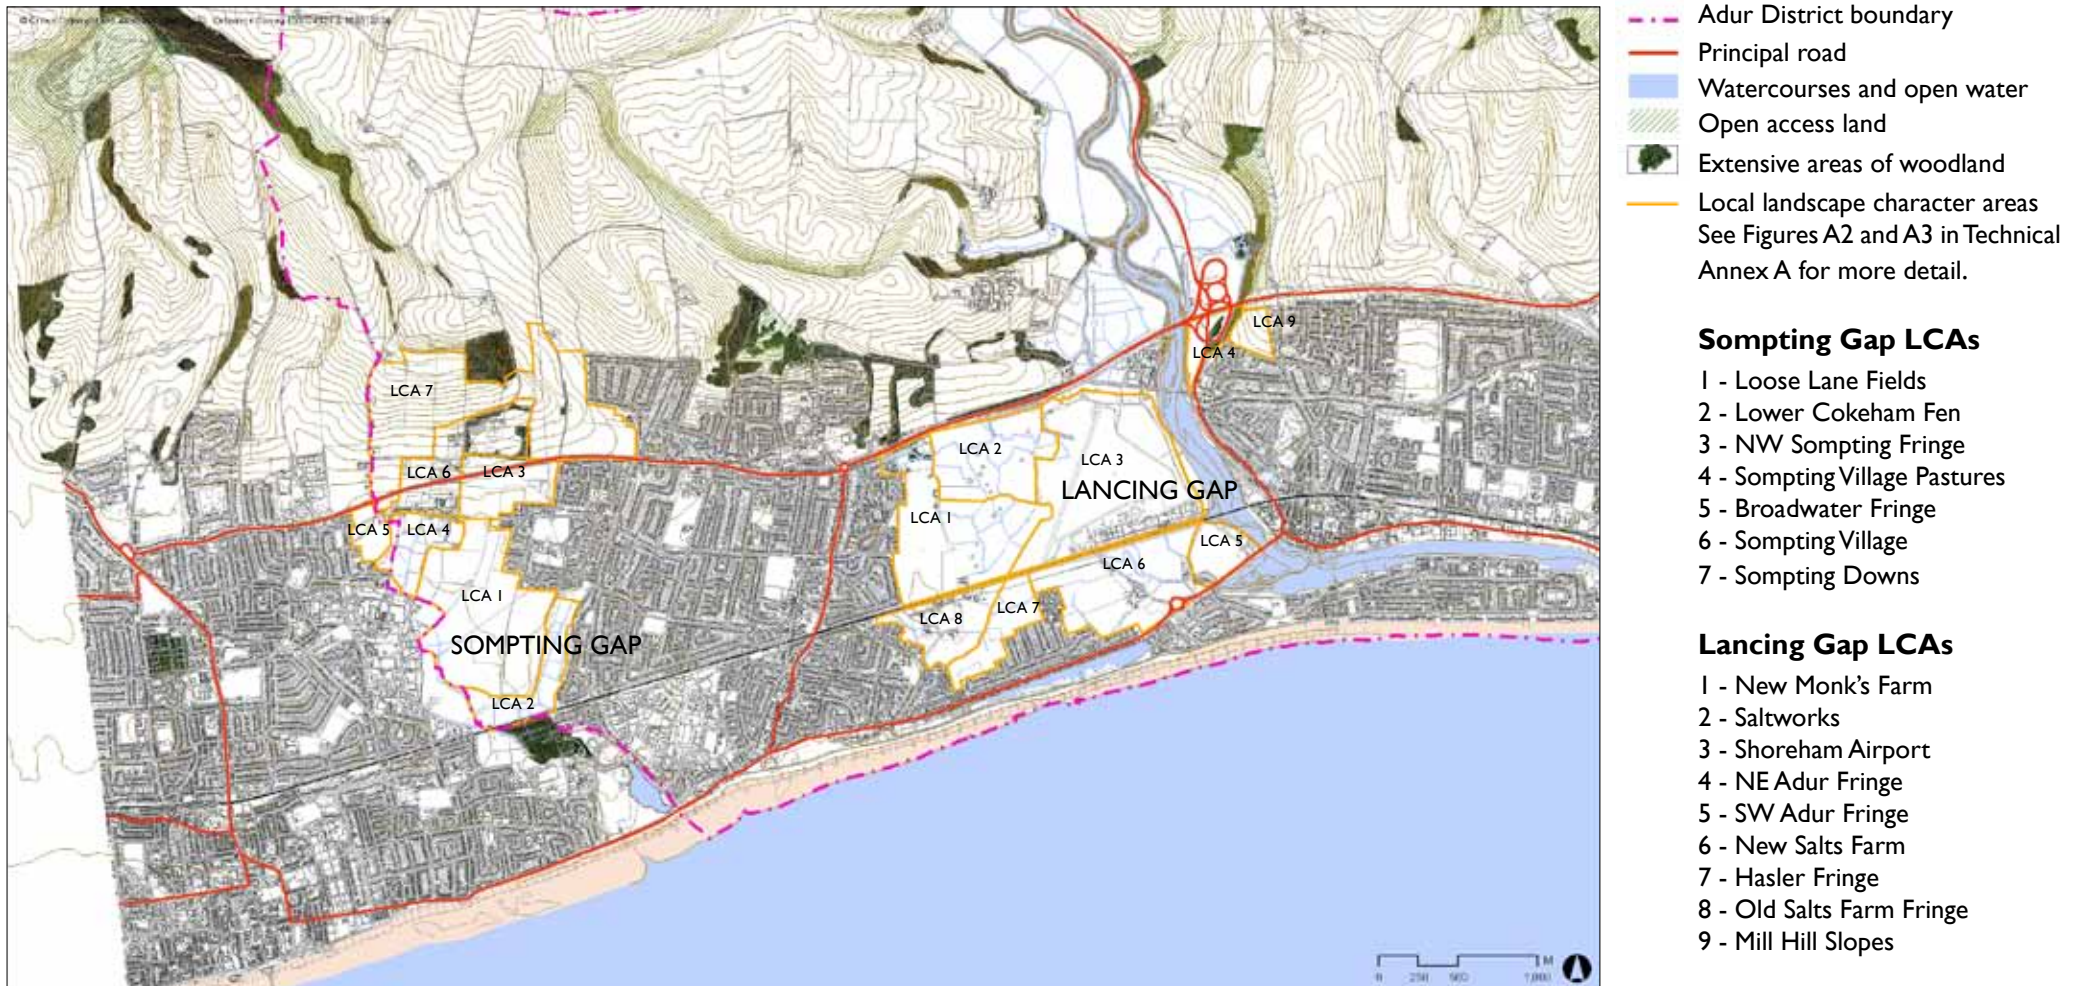 Adur District boundary
Principal road
Watercourses and open water
Open access land
Extensive areas of woodland
Local landscape character areas
See Figures A2 and A3 in Technical
Annex A for more detail.
Sompting Gap LCAs
1 - Loose Lane Fields
2 - Lower Cokeham Fen
3 - NW Sompting Fringe
4 - Sompting Village Pastures
5 - Broadwater Fringe
6 - Sompting Village
7 - Sompting Downs
Lancing Gap LCAs
1 - New Monk's Farm
2 - Saltworks
3 - Shoreham Airport
4 - NE Adur Fringe
5 - SW Adur Fringe
6 - New Salts Farm
7 - Hasler Fringe
8 - Old Salts Farm Fringe
9 - Mill Hill Slopes
LCA 9
LCA 4
LCA 7
LCA 2
LCA 3
LCA 6
LCA 3
LANCING GAP
LCA 1
LCA 5
LCA 4
LCA 5
LCA 6
LCA 1
LCA 7
LCA 8
SOMPTING GAP
LCA 2
M
0 250 500 1,000